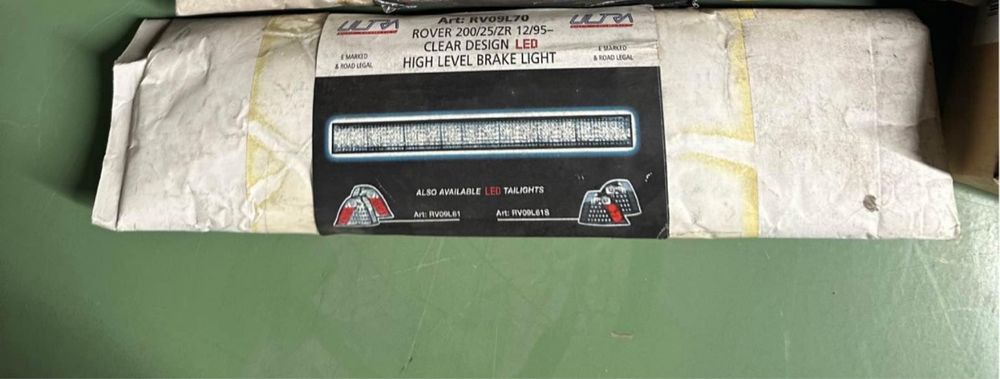 Art: RV09L70
ULTRA
ULTRA
ROVER 200/25/ZR 12/95-
CLEAR DESIGN LED
HIGH LEVEL BRAKE LIGHT
E MARKED
& ROAD LEGAL
E MARKED
& ROAD LEGAL
ALSO AVAILABLE LED TAILIGHTS
Art: RV09L61
Art: RV09L61S